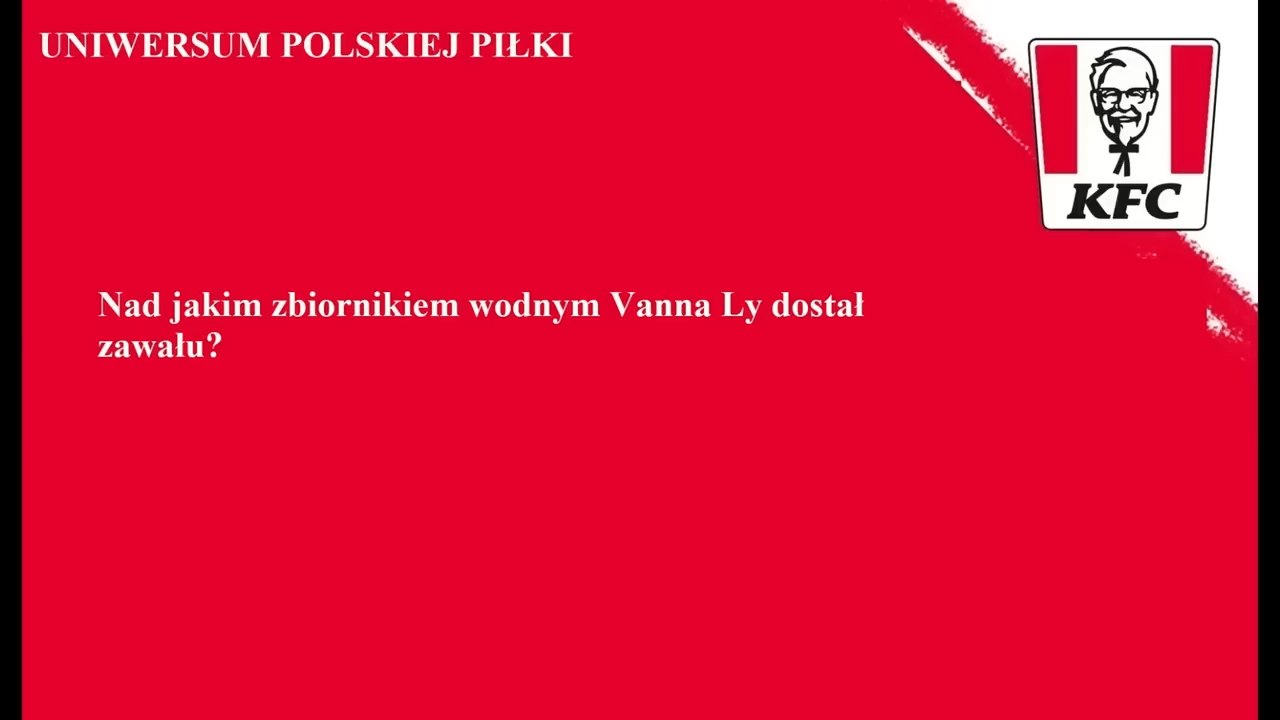 UNIWERSUM POLSKIEJ PIŁKI
KFC
Nad jakim zbiornikiem wodnym Vanna Ly dostał
zawału?